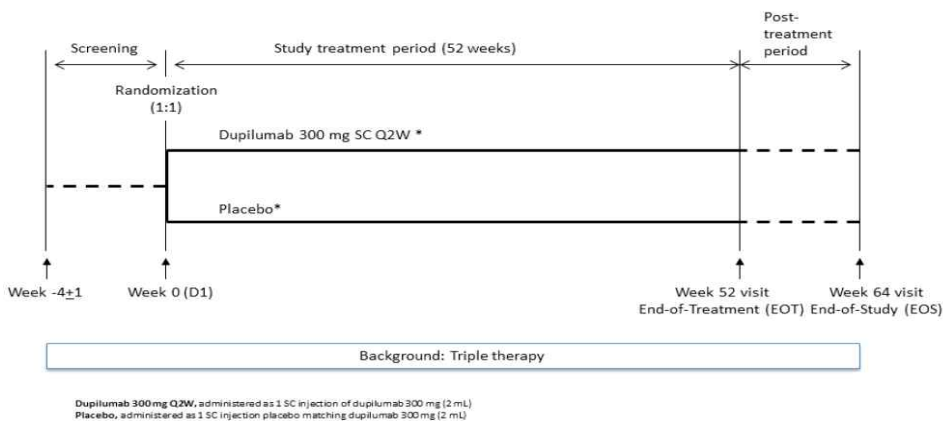 Screening
Study treatment period (52 weeks)
Post-
treatment
period
Randomization
(1:1)
Dupilumab 300 mg SC Q2W *
Placebo*
Week -4±1
Week 0 (D1)
Week 52 visit
End-of-Treatment (EOT)
Week 64 visit
End-of-Study (EOS)
Background: Triple therapy
Dupilumab 300 mg Q2W, administered as 1 SC injection of dupilumab 300 mg (2 mL)
Placebo, administered as 1 SC injection placebo matching dupilumab 300 mg (2 mL)